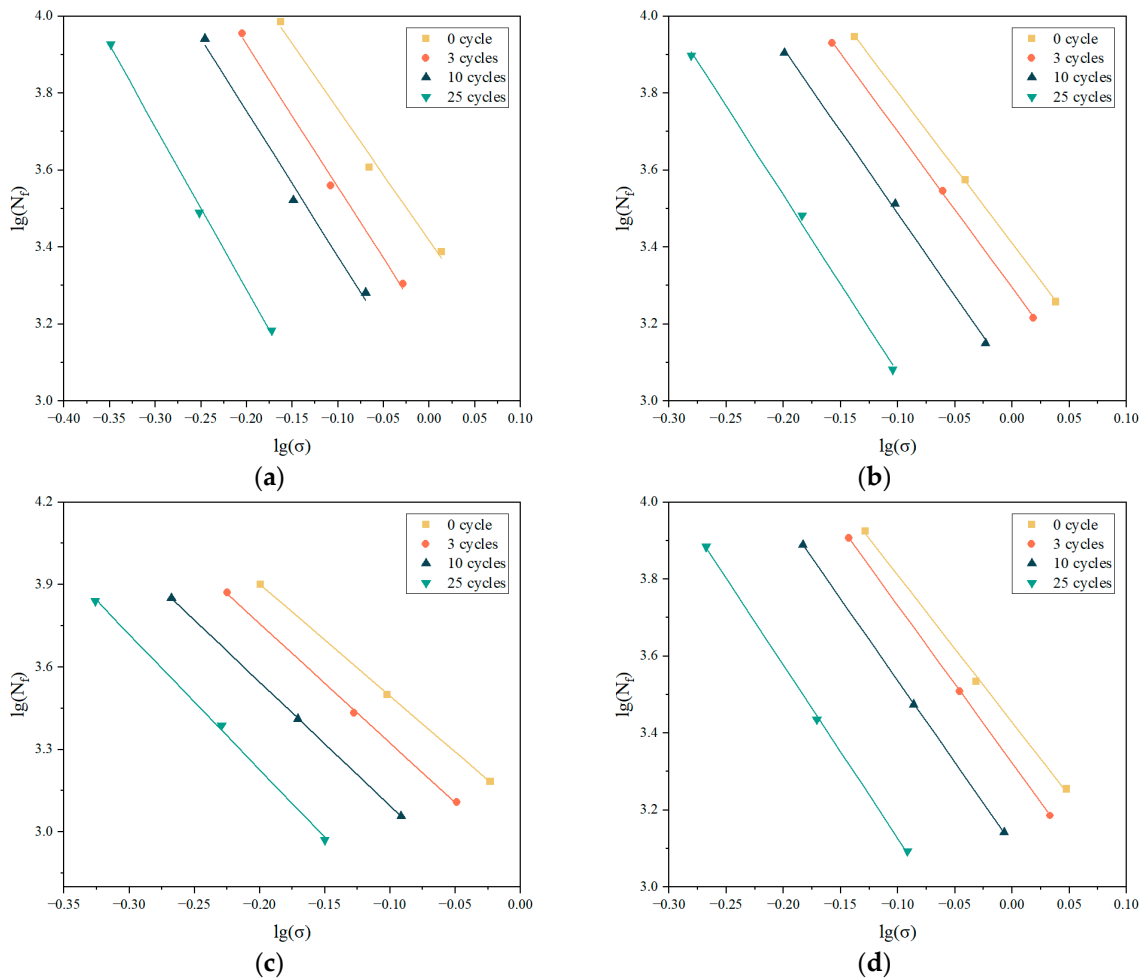 4.0
3.8
3.6
3.4
3.2
3.0
lg(N_f)
−0.40 −0.35 −0.30 −0.25 −0.20 −0.15 −0.10 −0.05 0.00 0.05 0.10
lg(σ)
0 cycle
3 cycles
10 cycles
25 cycles
(a)
4.0
3.8
3.6
3.4
3.2
3.0
lg(N_f)
−0.30 −0.25 −0.20 −0.15 −0.10 −0.05 0.00 0.05 0.10
lg(σ)
0 cycle
3 cycles
10 cycles
25 cycles
(b)
4.2
3.9
3.6
3.3
3.0
lg(N_f)
−0.35 −0.30 −0.25 −0.20 −0.15 −0.10 −0.05 0.00
lg(σ)
0 cycle
3 cycles
10 cycles
25 cycles
(c)
4.0
3.8
3.6
3.4
3.2
3.0
lg(N_f)
−0.30 −0.25 −0.20 −0.15 −0.10 −0.05 0.00 0.05 0.10
lg(σ)
0 cycle
3 cycles
10 cycles
25 cycles
(d)